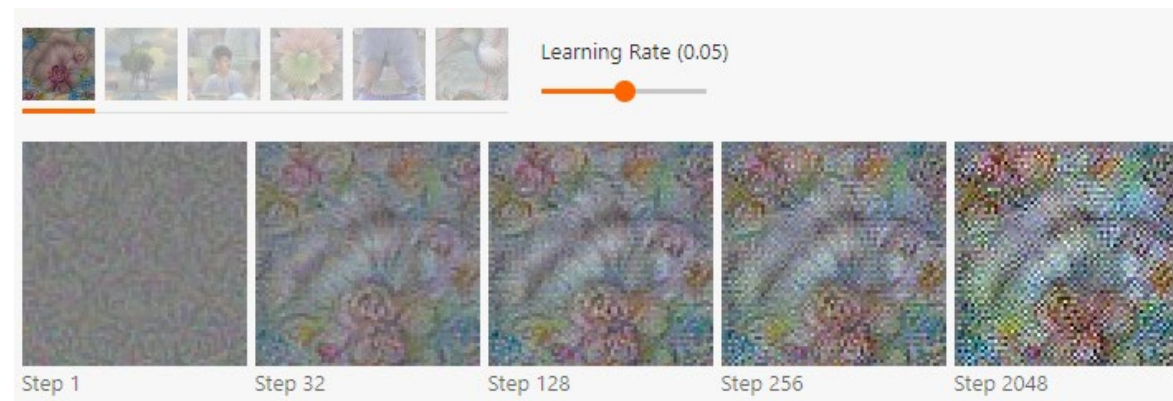 Learning Rate (0.05)
Step 1
Step 32
Step 128
Step 256
Step 2048